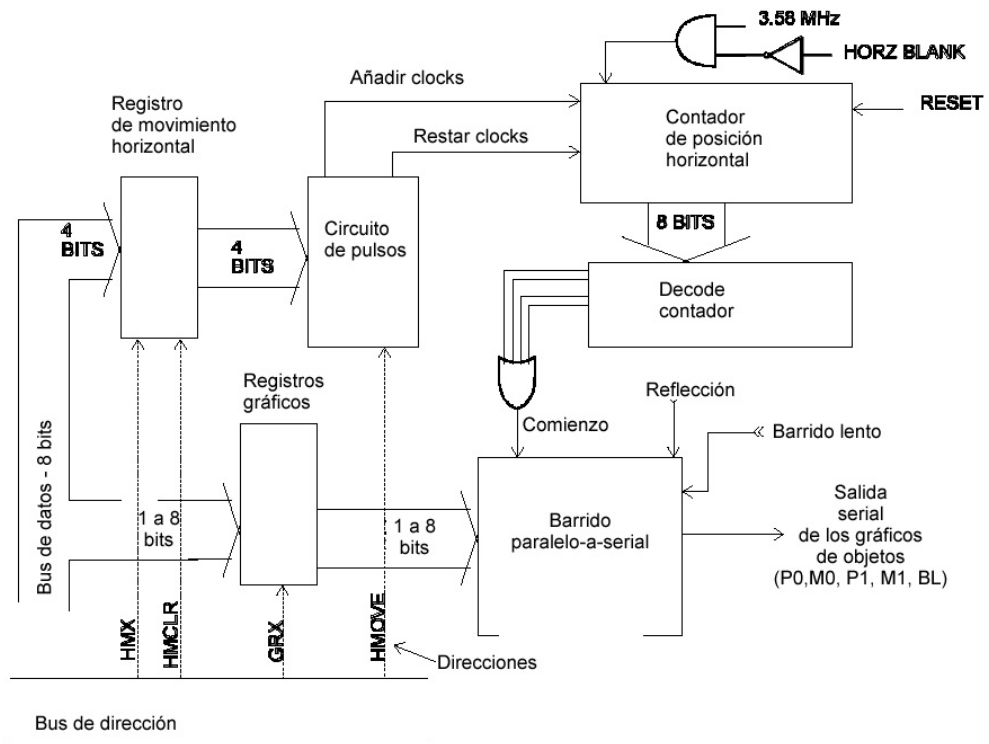 3.58 MHz
HORZ BLANK
Añadir clocks
Registro
de movimiento
horizontal
RESET
Contador
de posición
horizontal
Restar clocks
4
BITS
4
BITS
Circuito
de pulsos
8 BITS
Decode
contador
Registros
gráficos
Reflección
Comienzo
Barrido lento
Bus de datos - 8 bits
1 a 8
bits
1 a 8
bits
Barrido
paralelo-a-serial
Salida
serial
de los gráficos
de objetos
(P0,M0, P1, M1, BL)
HMX
HMCLR
GRX
HMOVE
Direcciones
Bus de dirección